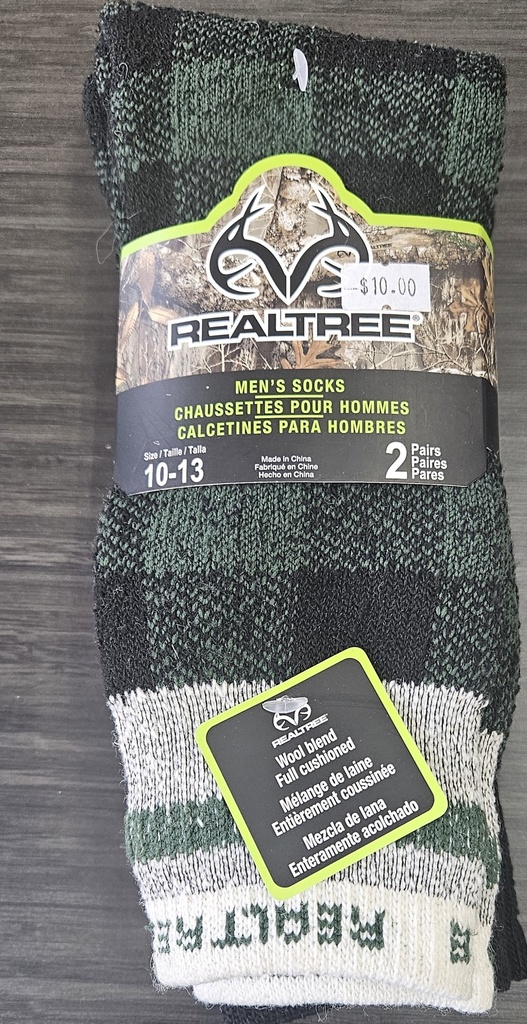 $10.00
REALTREE®
MEN'S SOCKS
CHAUSSETTES POUR HOMMES
CALCETINES PARA HOMBRES
Size / Taille / Talla
10-13
Made in China
Fabriqué en Chine
Hecho en China
2 Pairs
Paires
Pares
REALTREE
Wool blend
Full cushioned
Mélange de laine
Entièrement coussinée
Mezcla de lana
Enteramente acolchado
REALTRE